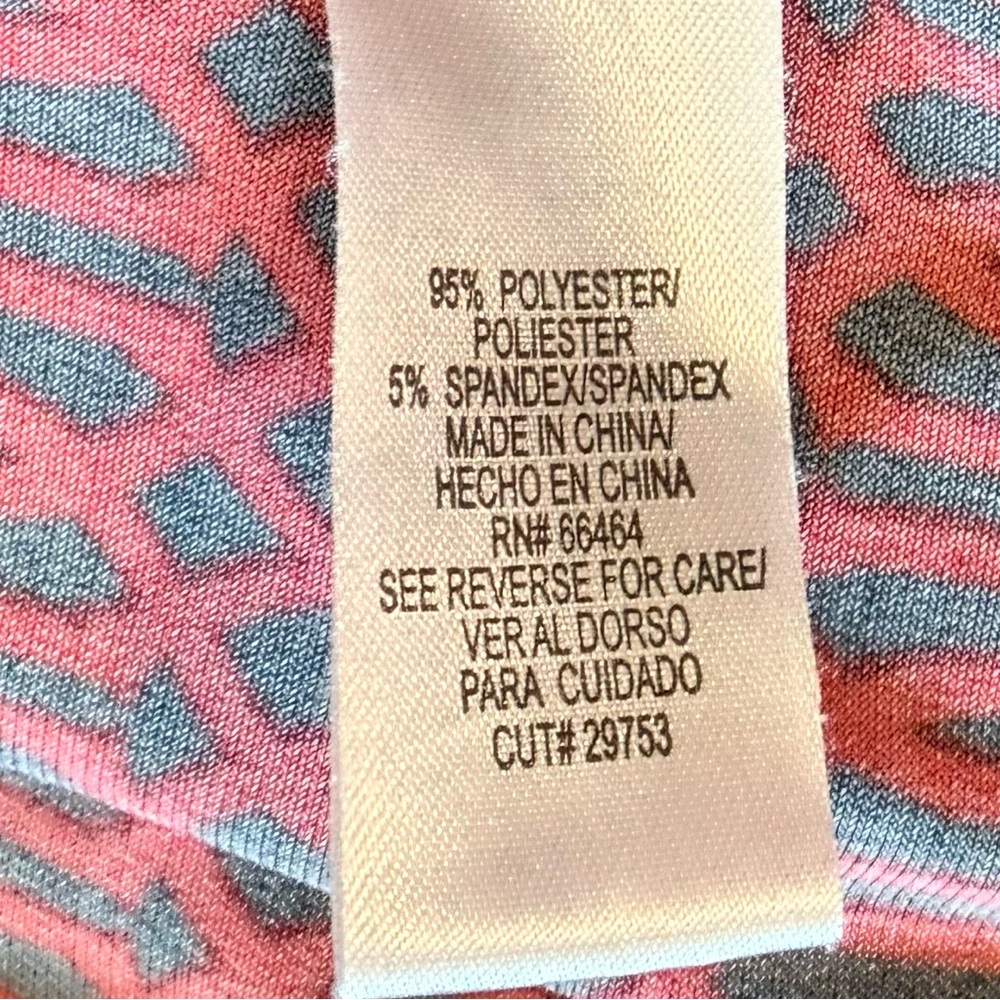 95% POLYESTER/
POLIESTER
5% SPANDEX/SPANDEX
MADE IN CHINA/
HECHO EN CHINA
RN# 66464
SEE REVERSE FOR CARE/
VER AL DORSO
PARA CUIDADO
CUT# 29753